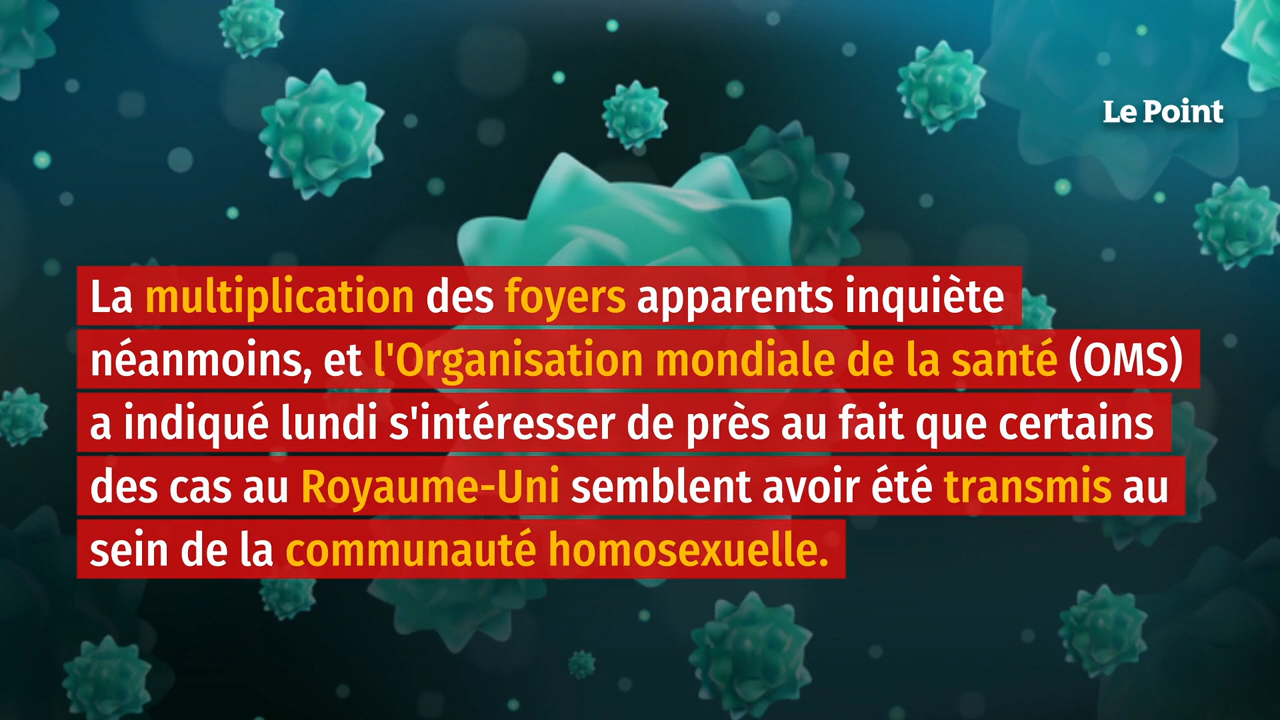 Le Point
La multiplication des foyers apparents inquiète
néanmoins, et l'Organisation mondiale de la santé (OMS)
a indiqué lundi s'intéresser de près au fait que certains
des cas au Royaume-Uni semblent avoir été transmis au
sein de la communauté homosexuelle.